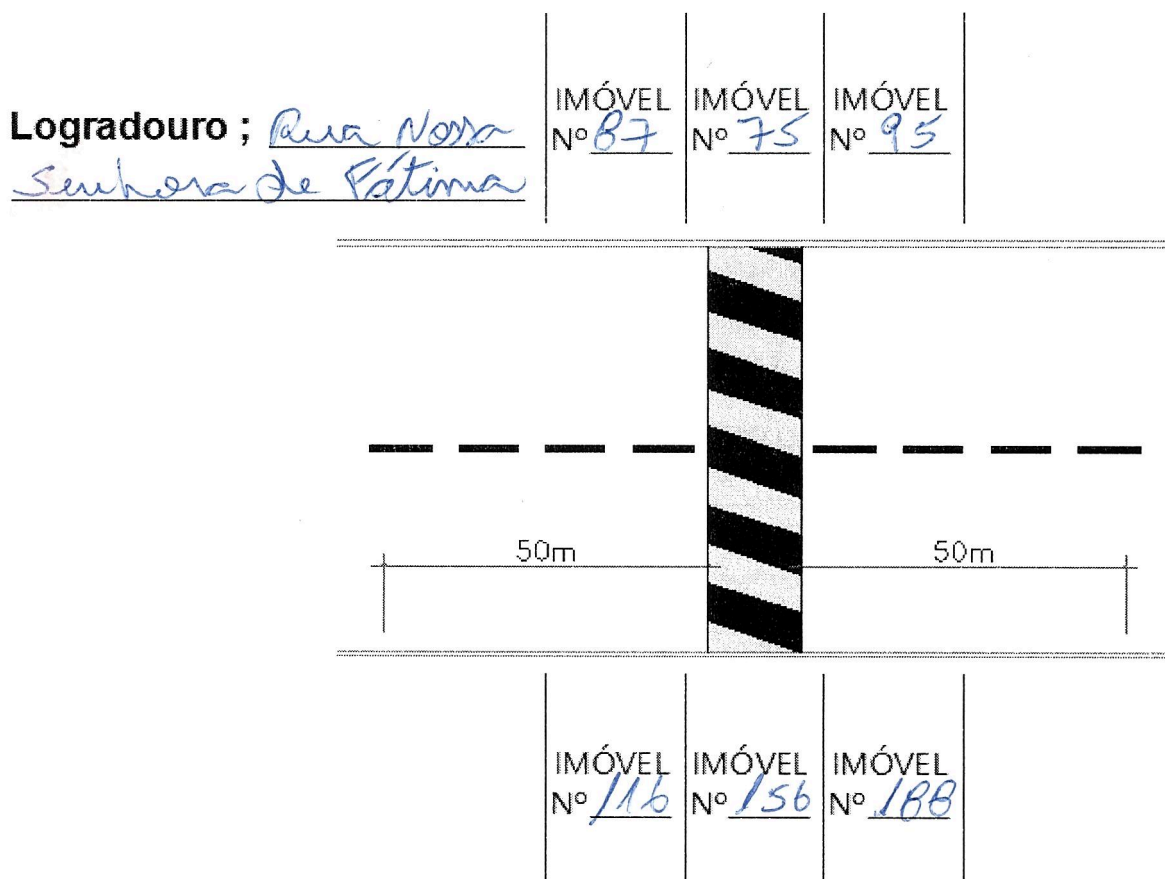 Logradouro ; Rua Nossa
Senhora de Fátima
IMÓVEL IMÓVEL IMÓVEL
Nº 87 Nº 75 Nº 95
50m 50m
IMÓVEL IMÓVEL IMÓVEL
Nº 116 Nº 156 Nº 188